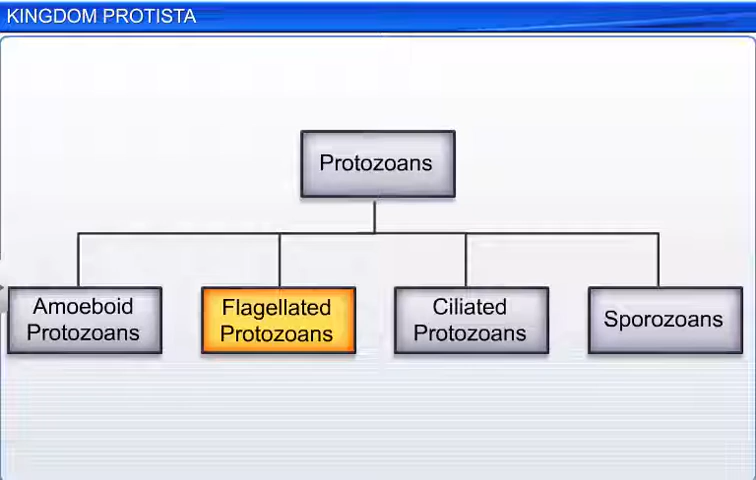 KINGDOM PROTISTA
Protozoans
Amoeboid
Protozoans
Flagellated
Protozoans
Ciliated
Protozoans
Sporozoans